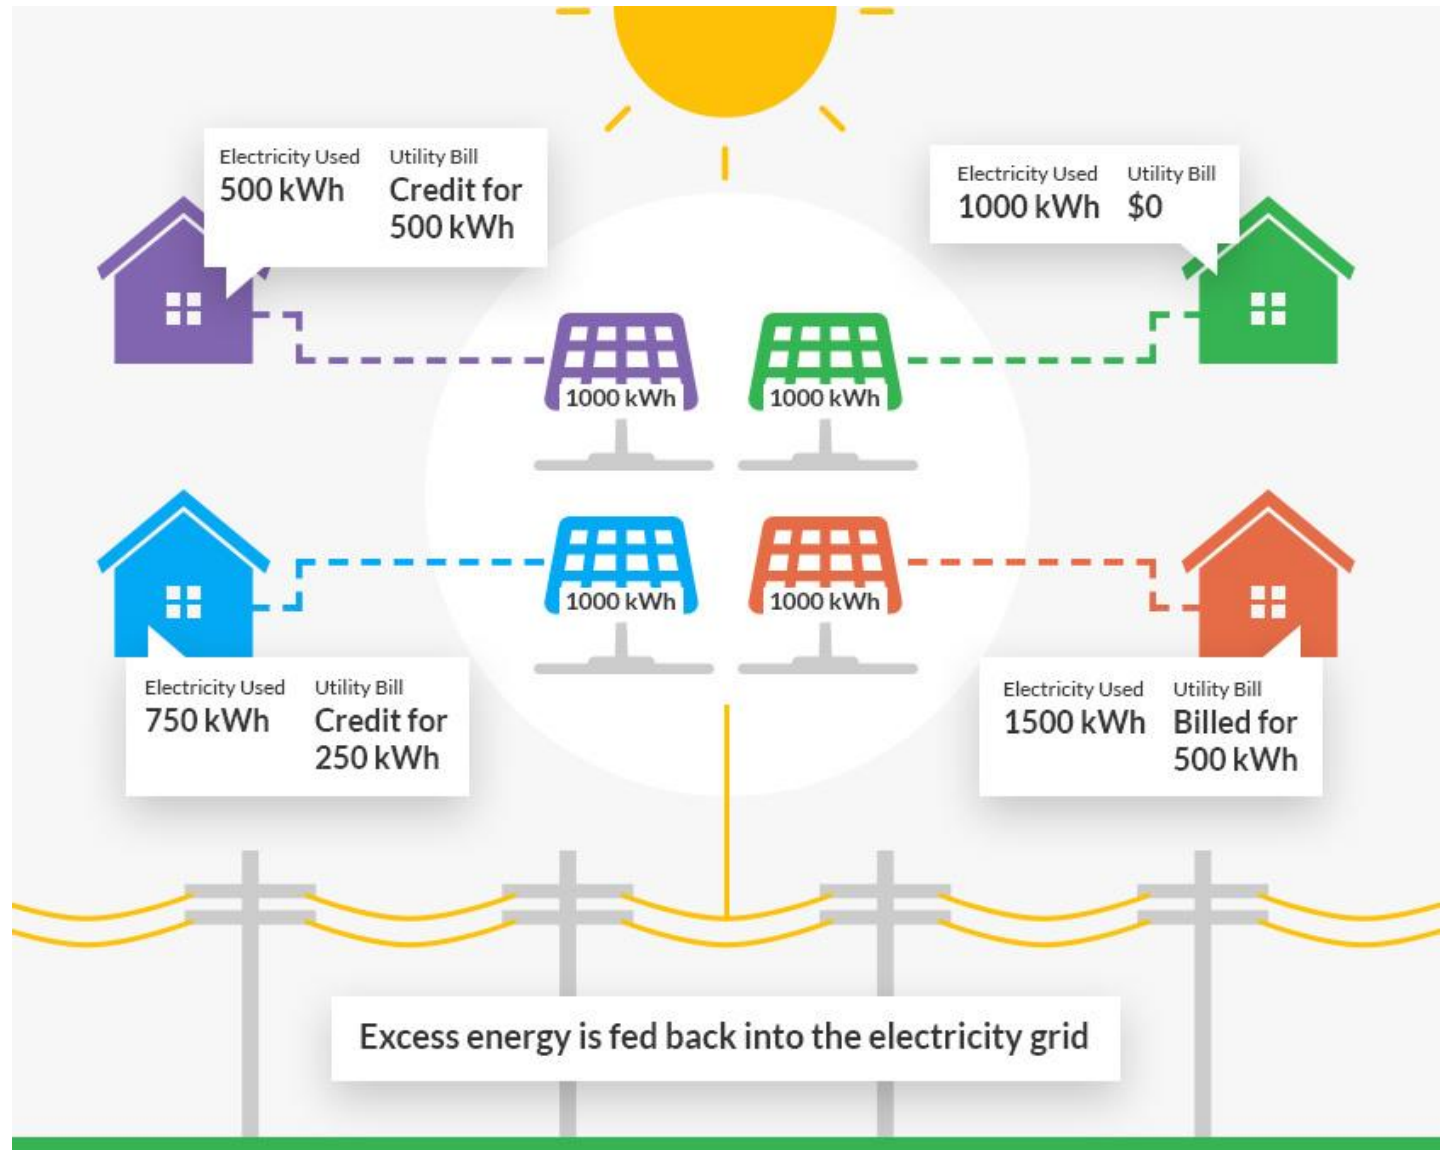 Electricity Used
500 kWh
Utility Bill
Credit for
500 kWh
Electricity Used
1000 kWh
Utility Bill
$0
1000 kWh
1000 kWh
1000 kWh
1000 kWh
Electricity Used
750 kWh
Utility Bill
Credit for
250 kWh
Electricity Used
1500 kWh
Utility Bill
Billed for
500 kWh
Excess energy is fed back into the electricity grid